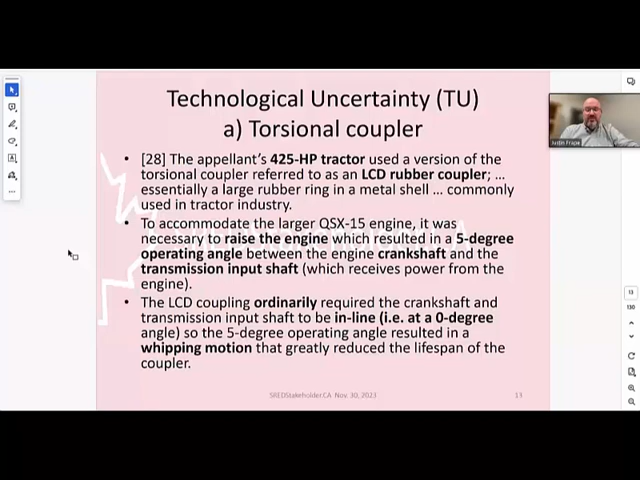 Technological Uncertainty (TU)
a) Torsional coupler
• [28] The appellant's 425-HP tractor used a version of the
torsional coupler referred to as an LCD rubber coupler; ...
essentially a large rubber ring in a metal shell ... commonly
used in tractor industry.
• To accommodate the larger QSX-15 engine, it was
necessary to raise the engine which resulted in a 5-degree
operating angle between the engine crankshaft and the
transmission input shaft (which receives power from the
engine).
• The LCD coupling ordinarily required the crankshaft and
transmission input shaft to be in-line (i.e. at a 0-degree
angle) so the 5-degree operating angle resulted in a
whipping motion that greatly reduced the lifespan of the
coupler.
SREDStakeholder.CA Nov. 30, 2023
13
Justin Frape
13
130